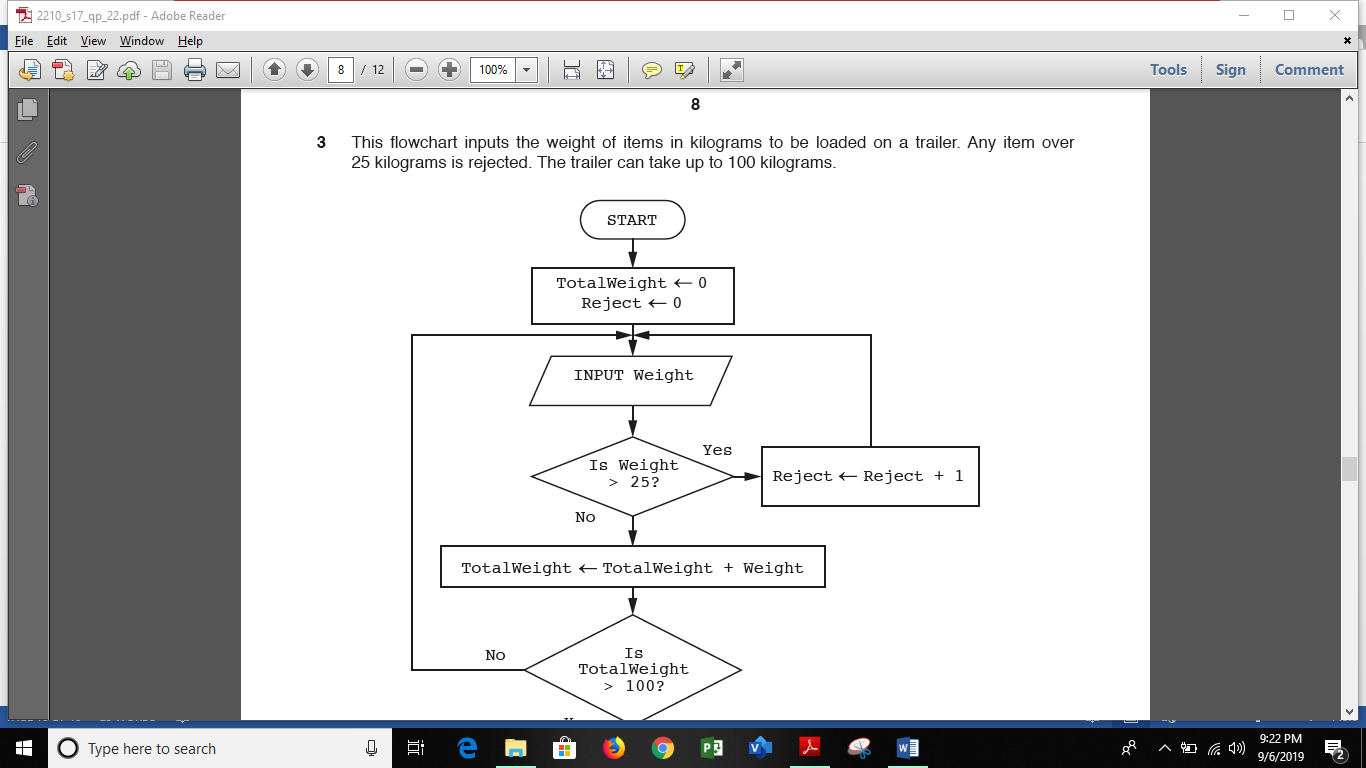 2210_s17_qp_22.pdf - Adobe Reader
File Edit View Window Help
8 / 12 100% Tools Sign Comment
8
3 This flowchart inputs the weight of items in kilograms to be loaded on a trailer. Any item over
25 kilograms is rejected. The trailer can take up to 100 kilograms.
START
TotalWeight ← 0
Reject ← 0
INPUT Weight
Yes
Is Weight
> 25?
Reject ← Reject + 1
No
TotalWeight ← TotalWeight + Weight
No
Is
TotalWeight
> 100?
Type here to search
9:22 PM
9/6/2019
2